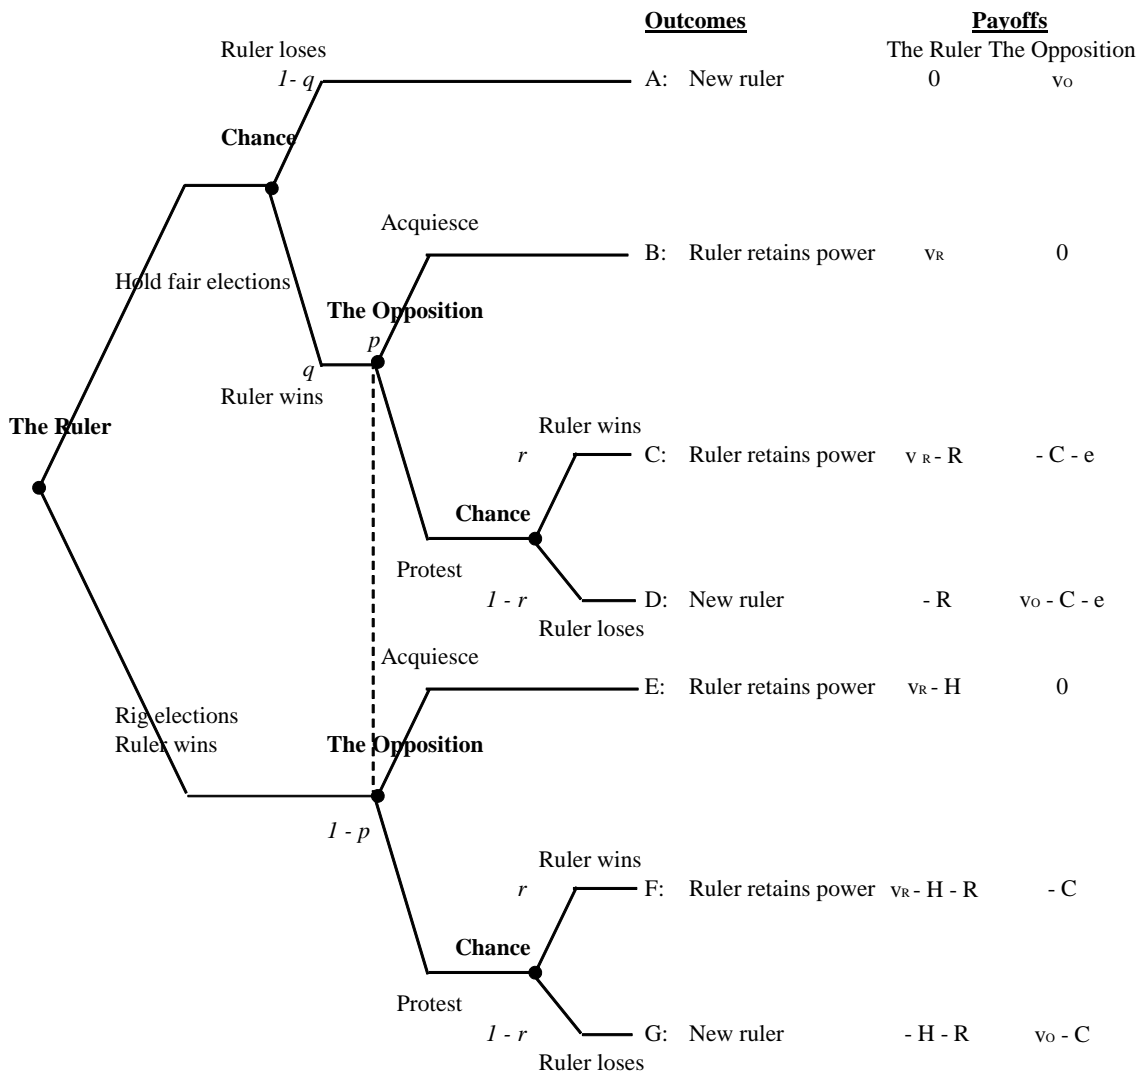 Outcomes Payoffs
Ruler loses The Ruler The Opposition
1- q A: New ruler 0 vO
Chance
Acquiesce
B: Ruler retains power vR 0
Hold fair elections
The Opposition
p
q
Ruler wins
The Ruler Ruler wins
r C: Ruler retains power v R - R - C - e
Chance
Protest
1 - r D: New ruler - R vO - C - e
Ruler loses
Acquiesce
E: Ruler retains power vR - H 0
Rig elections
Ruler wins The Opposition
1 - p
Ruler wins
r F: Ruler retains power vR - H - R - C
Chance
Protest
1 - r G: New ruler - H - R vO - C
Ruler loses